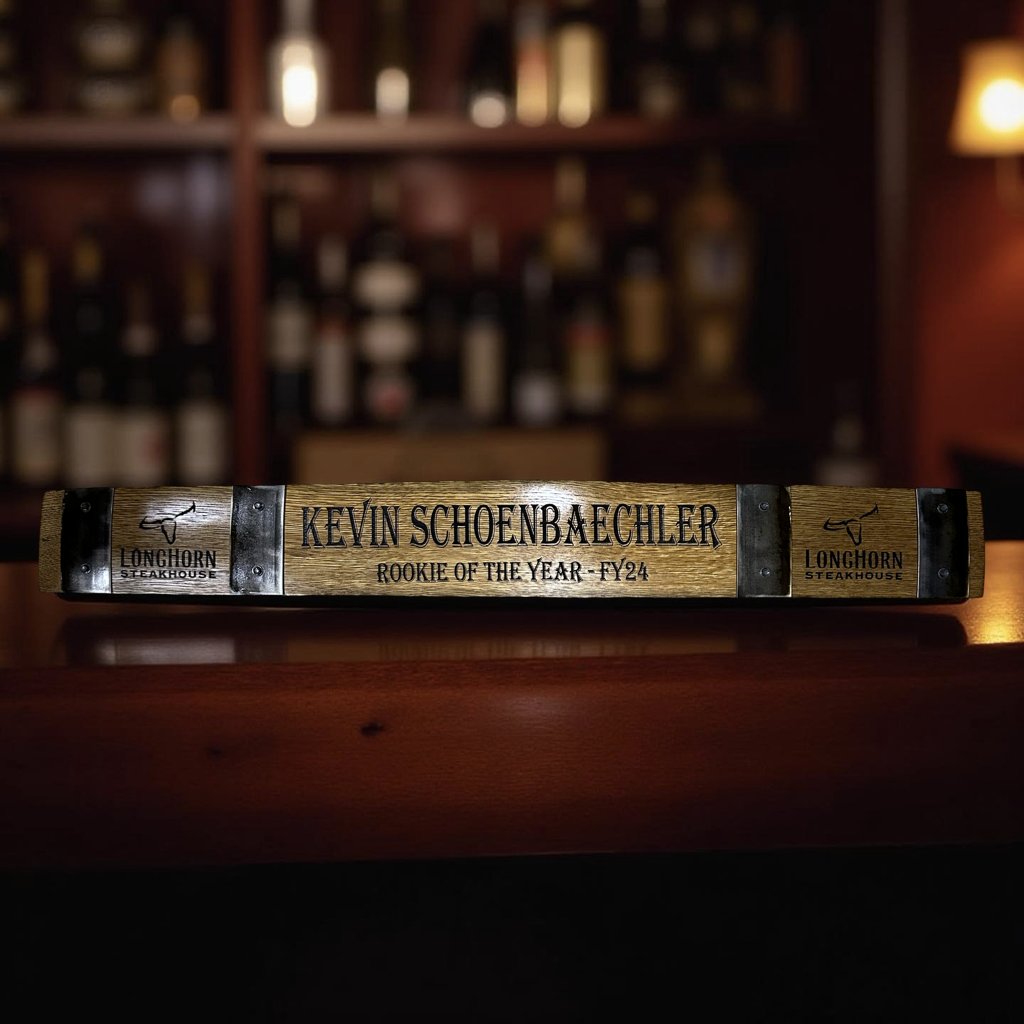 LONGHORN
STEAKHOUSE
KEVIN SCHOENBAECHLER
ROOKIE OF THE YEAR - FY24
LONGHORN
STEAKHOUSE